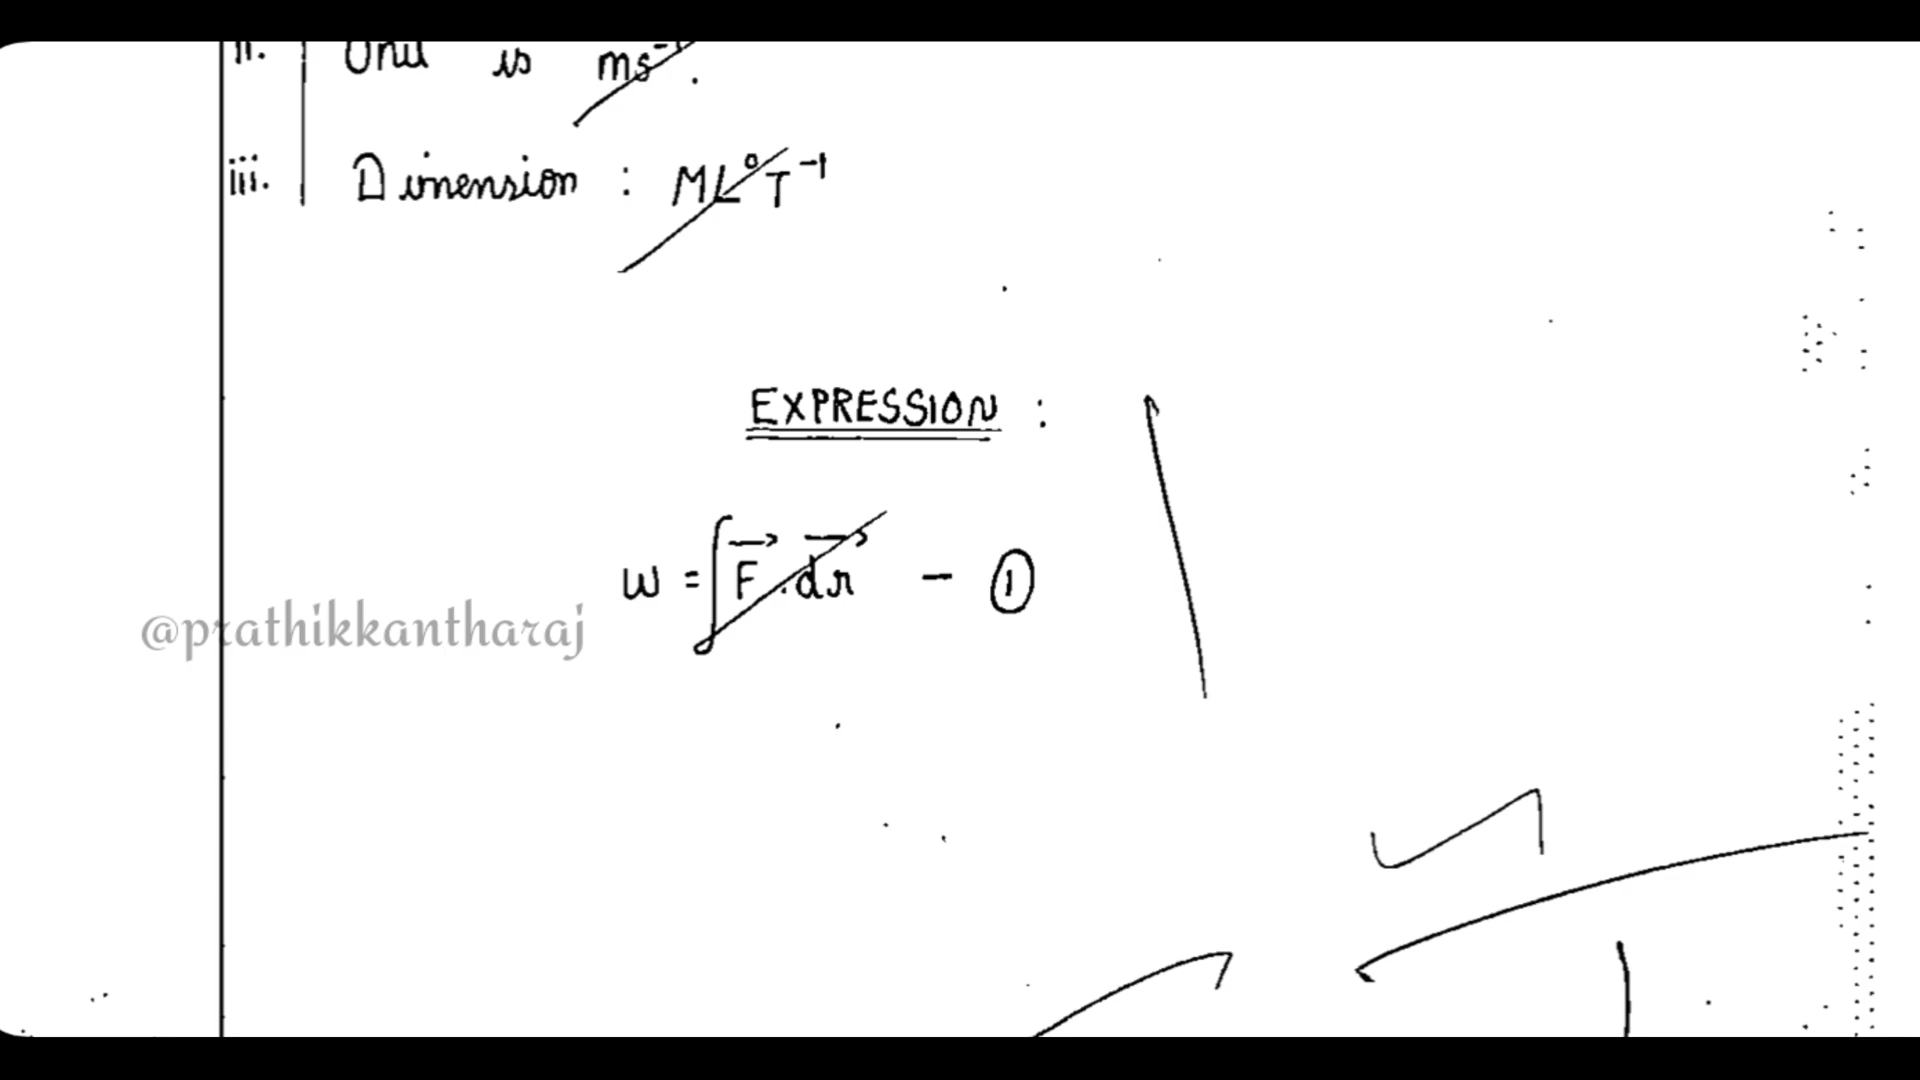 ii. Unit is ms⁻¹.
iii. Dimension : ML⁰T⁻¹
EXPRESSION :
W = ∫F⃗.dr⃗ – ①
@prathikkantharaj